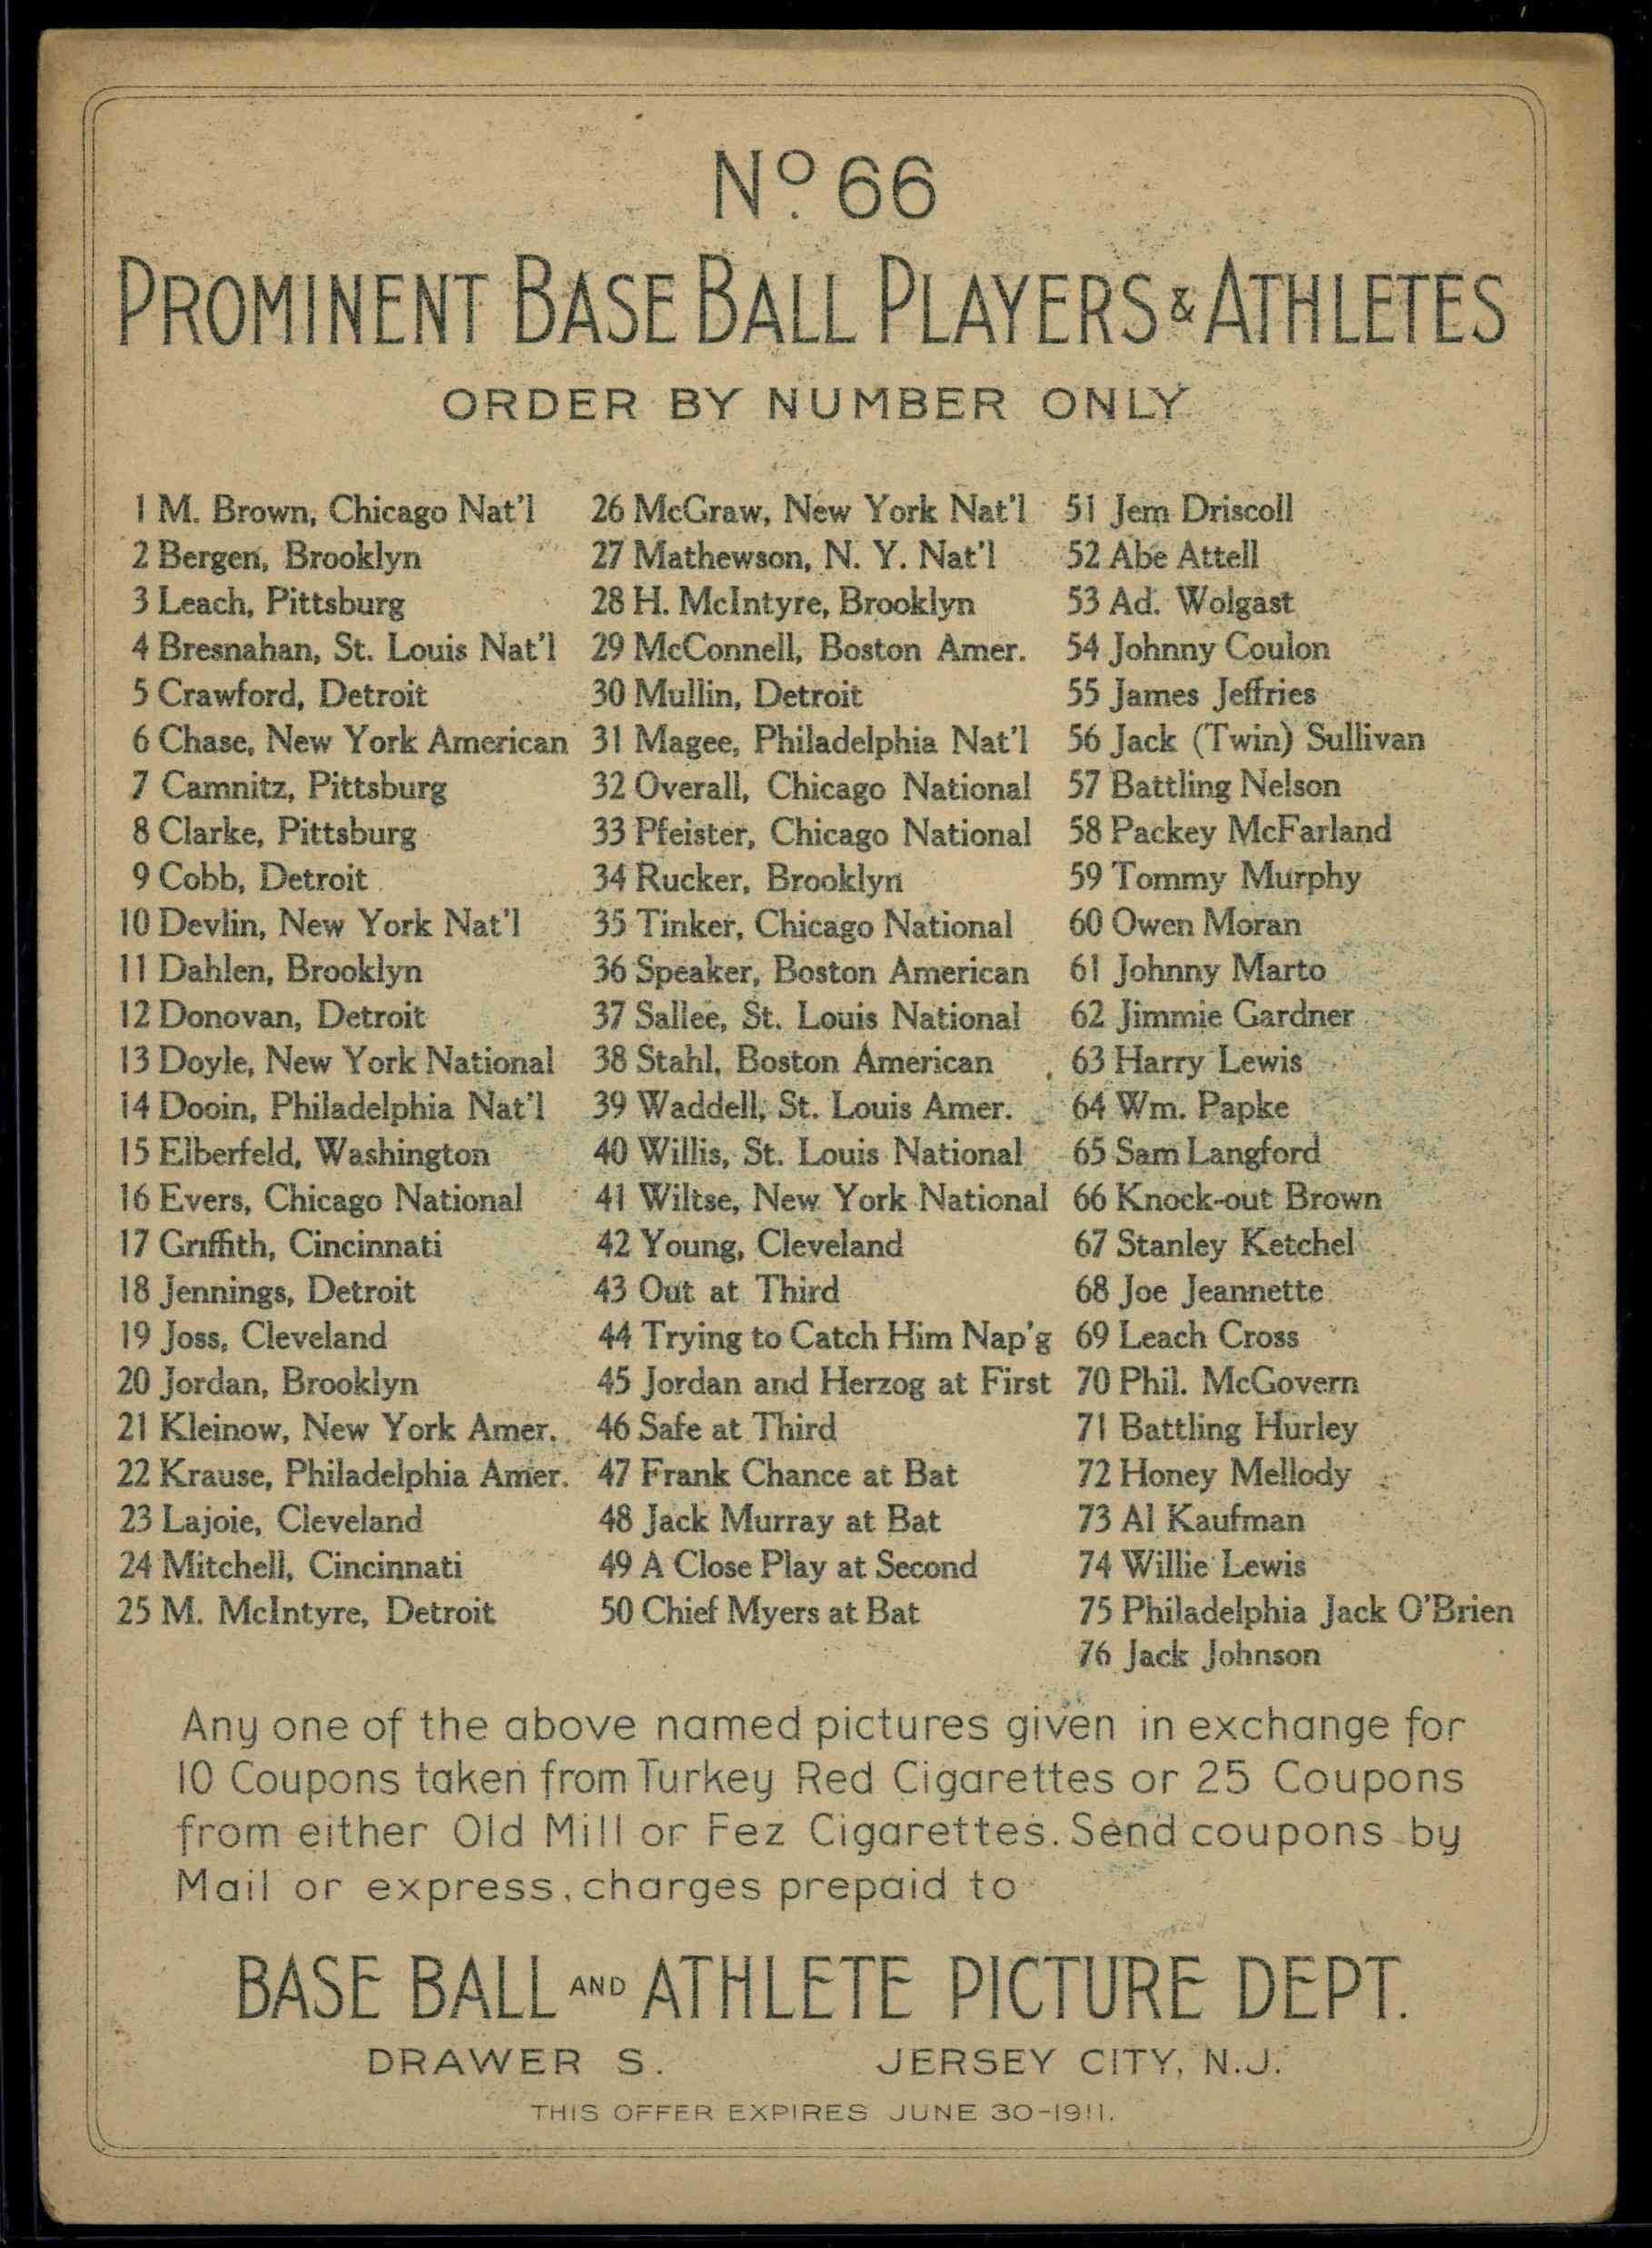 No. 66
PROMINENT BASE BALL PLAYERS & ATHLETES
ORDER BY NUMBER ONLY
1 M. Brown, Chicago Nat'l
2 Bergen, Brooklyn
3 Leach, Pittsburg
4 Bresnahan, St. Louis Nat'l
5 Crawford, Detroit
6 Chase, New York American
7 Camnitz, Pittsburg
8 Clarke, Pittsburg
9 Cobb, Detroit
10 Devlin, New York Nat'l
11 Dahlen, Brooklyn
12 Donovan, Detroit
13 Doyle, New York National
14 Dooin, Philadelphia Nat'l
15 Elberfeld, Washington
16 Evers, Chicago National
17 Griffith, Cincinnati
18 Jennings, Detroit
19 Joss, Cleveland
20 Jordan, Brooklyn
21 Kleinow, New York Amer.
22 Krause, Philadelphia Amer.
23 Lajoie, Cleveland
24 Mitchell, Cincinnati
25 M. McIntyre, Detroit
26 McGraw, New York Nat'l
27 Mathewson, N. Y. Nat'l
28 H. McIntyre, Brooklyn
29 McConnell, Boston Amer.
30 Mullin, Detroit
31 Magee, Philadelphia Nat'l
32 Overall, Chicago National
33 Pfeister, Chicago National
34 Rucker, Brooklyn
35 Tinker, Chicago National
36 Speaker, Boston American
37 Sallee, St. Louis National
38 Stahl, Boston American
39 Waddell, St. Louis Amer.
40 Willis, St. Louis National
41 Wiltse, New York National
42 Young, Cleveland
43 Out at Third
44 Trying to Catch Him Nap'g
45 Jordan and Herzog at First
46 Safe at Third
47 Frank Chance at Bat
48 Jack Murray at Bat
49 A Close Play at Second
50 Chief Myers at Bat
51 Jem Driscoll
52 Abe Attell
53 Ad. Wolgast
54 Johnny Coulon
55 James Jeffries
56 Jack (Twin) Sullivan
57 Battling Nelson
58 Packey McFarland
59 Tommy Murphy
60 Owen Moran
61 Johnny Marto
62 Jimmie Gardner
63 Harry Lewis
64 Wm. Papke
65 Sam Langford
66 Knock-out Brown
67 Stanley Ketchel
68 Joe Jeannette
69 Leach Cross
70 Phil. McGovern
71 Battling Hurley
72 Honey Mellody
73 Al Kaufman
74 Willie Lewis
75 Philadelphia Jack O'Brien
76 Jack Johnson
Any one of the above named pictures given in exchange for
10 Coupons taken from Turkey Red Cigarettes or 25 Coupons
from either Old Mill or Fez Cigarettes. Send coupons by
Mail or express, charges prepaid to
BASE BALL AND ATHLETE PICTURE DEPT.
DRAWER S. JERSEY CITY, N.J.
THIS OFFER EXPIRES JUNE 30-1911.